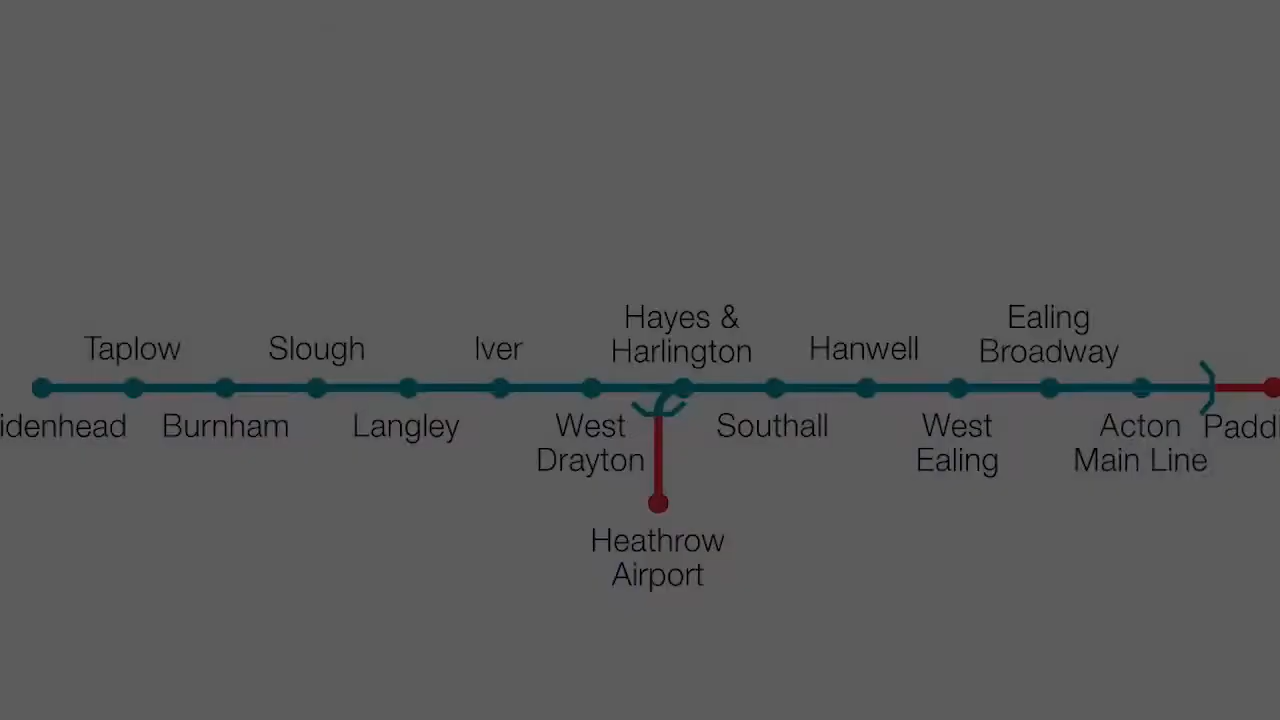 Hayes &
Harlington
Ealing
Broadway
Taplow
Slough
Iver
Hanwell
idenhead
Burnham
Langley
West
Drayton
Southall
West
Ealing
Acton
Main Line
Padd
Heathrow
Airport